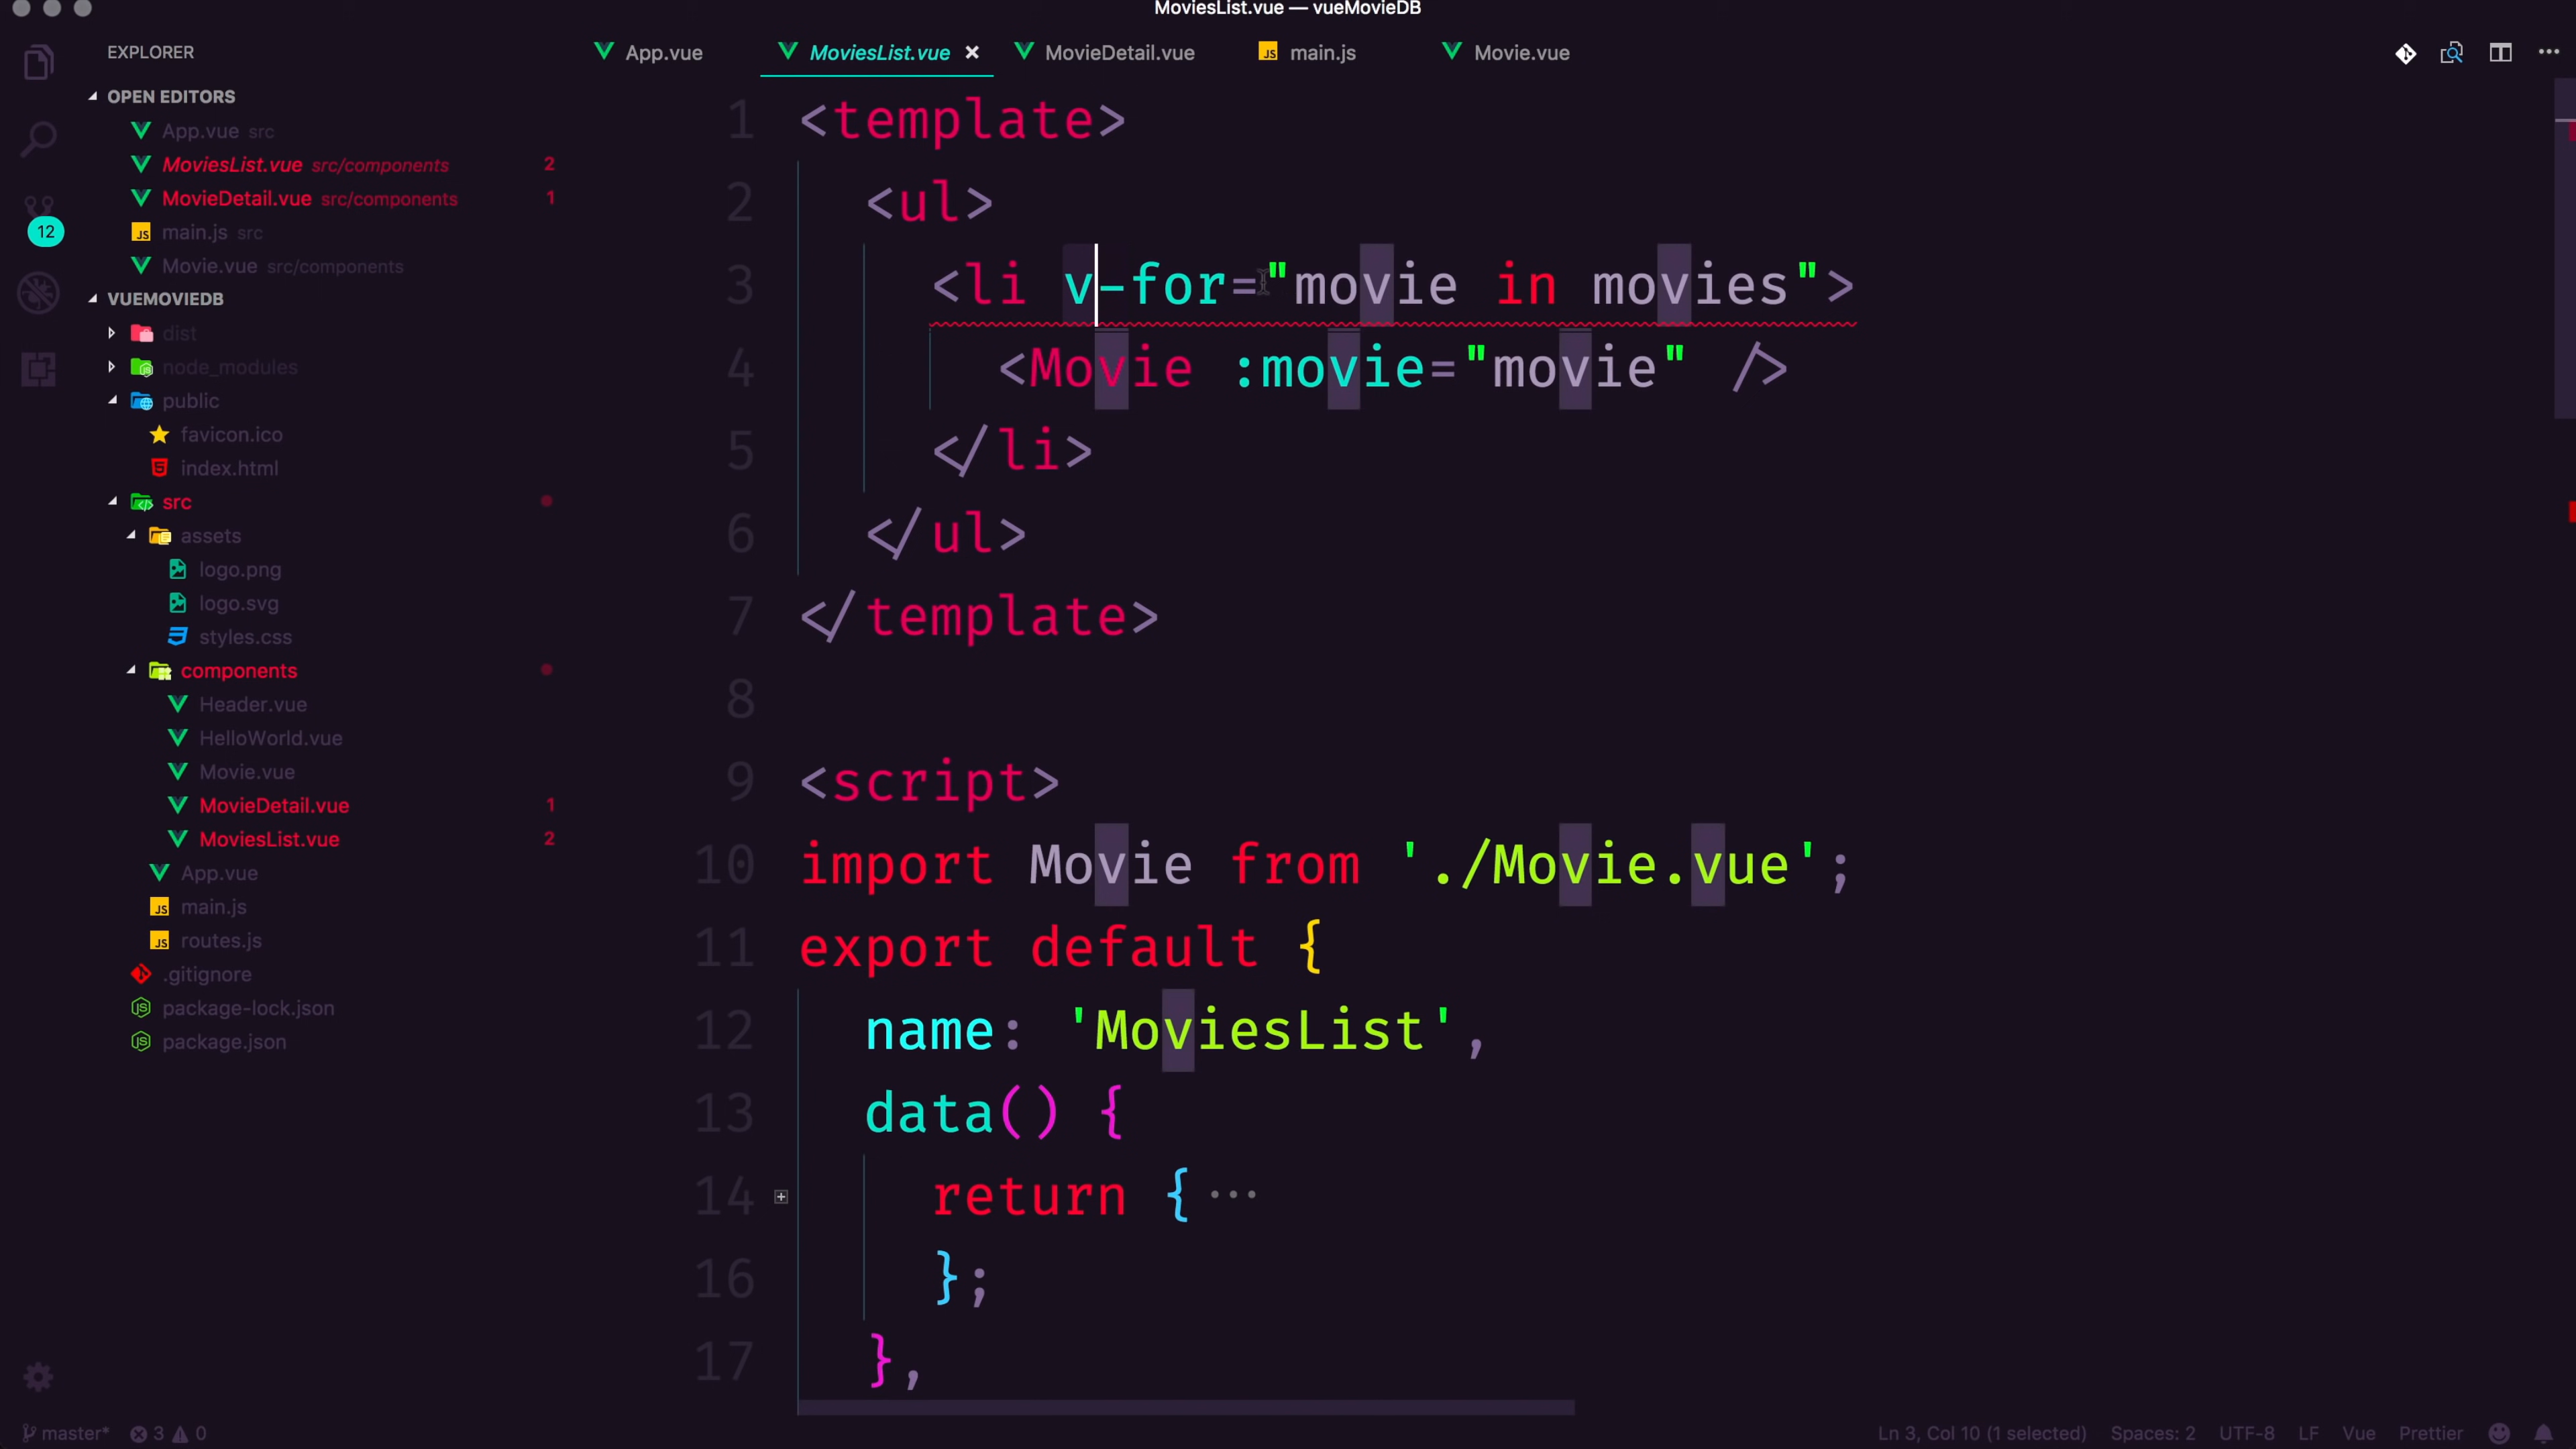 MoviesList.vue — vueMovieDB
EXPLORER
App.vue
MoviesList.vue
MovieDetail.vue
main.js
Movie.vue
OPEN EDITORS
App.vue src
MoviesList.vue src/components 2
MovieDetail.vue src/components 1
main.js src
Movie.vue src/components
12
VUEMOVIEDB
dist
node_modules
public
favicon.ico
index.html
src
assets
logo.png
logo.svg
styles.css
components
Header.vue
HelloWorld.vue
Movie.vue
MovieDetail.vue 1
MoviesList.vue 2
App.vue
main.js
routes.js
.gitignore
package-lock.json
package.json
1 <template>
2 <ul>
3 <li v-for="movie in movies">
4 <Movie :movie="movie" />
5 </li>
6 </ul>
7 </template>
8
9 <script>
10 import Movie from './Movie.vue';
11 export default {
12 name: 'MoviesList',
13 data() {
14 return { ...
16 };
17 },
master* 3 0
Ln 3, Col 10 (1 selected) Spaces: 2 UTF-8 LF Vue Prettier